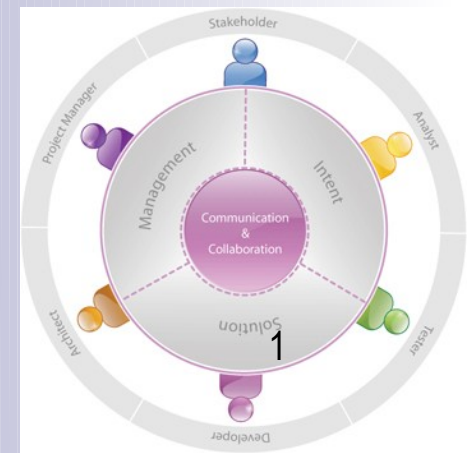 Stakeholder
Project Manager
Analyst
Management
Intent
Communication
&
Collaboration
Solution
1
Architect
Tester
Developer